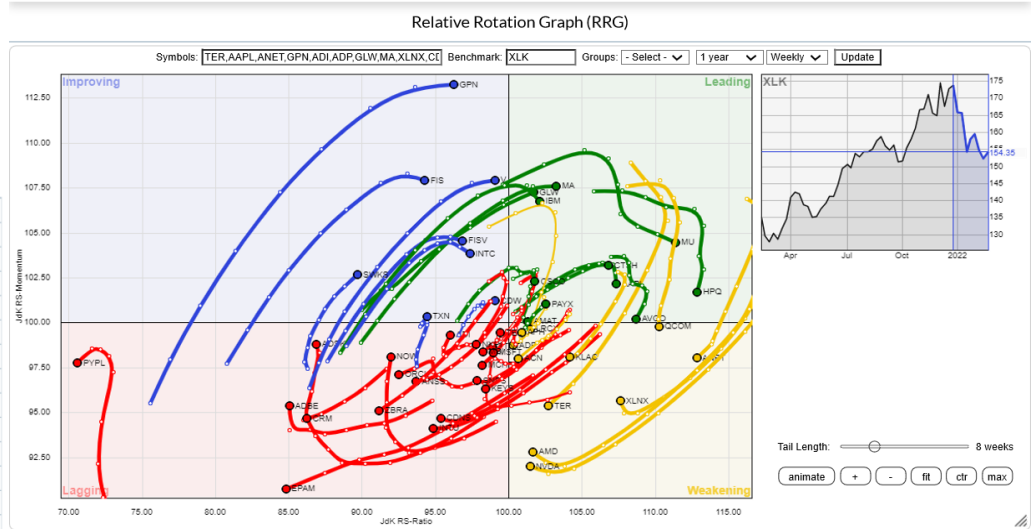 Relative Rotation Graph (RRG)
Symbols: TER,AAPL,ANET,GPN,ADI,ADP,GLW,MA,XLNX,CD Benchmark: XLK Groups: - Select - 1 year Weekly Update
Improving
Leading
XLK
175
170
165
160
155
154.35
150
145
140
135
130
Apr
Jul
Oct
2022
JdK RS-Momentum
112.50
110.00
107.50
105.00
102.50
100.00
97.50
95.00
92.50
GPN
FIS
V
MA
GLW
IBM
FISV
INTC
MU
SWKS
CTSH
HPQ
CDW
PAYX
TXN
AVGO
QCOM
PYPL
NOW
KLAC
ANSS
ADBE
CRM
ZBRA
TER
XLNX
KEYS
AMD
NVDA
EPAM
Lagging
Weakening
70.00
75.00
80.00
85.00
90.00
95.00
100.00
105.00
110.00
115.00
JdK RS-Ratio
Tail Length: 8 weeks
animate + - fit ctr max